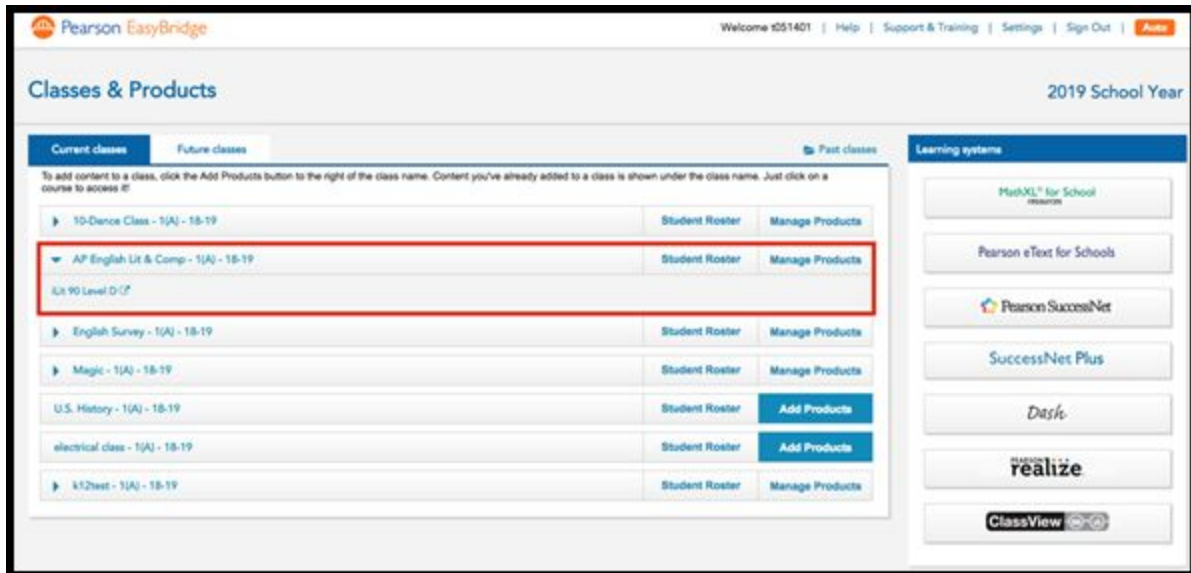 Pearson EasyBridge
Welcome t051401 | Help | Support & Training | Settings | Sign Out | Auto
Classes & Products
2019 School Year
Current classes
Future classes
Past classes
To add content to a class, click the Add Products button to the right of the class name. Content you've already added to a class is shown under the class name. Just click on a
course to access it!
10-Dance Class - 1(A) - 18-19 Student Roster Manage Products
AP English Lit & Comp - 1(A) - 18-19 Student Roster Manage Products
iLit 90 Level D
English Survey - 1(A) - 18-19 Student Roster Manage Products
Magic - 1(A) - 18-19 Student Roster Manage Products
U.S. History - 1(A) - 18-19 Student Roster Add Products
electrical class - 1(A) - 18-19 Student Roster Add Products
k12test - 1(A) - 18-19 Student Roster Manage Products
Learning systems
MathXL® for School
resources
Pearson eText for Schools
Pearson SuccessNet
SuccessNet Plus
Dash
PEARSON
realize
ClassView